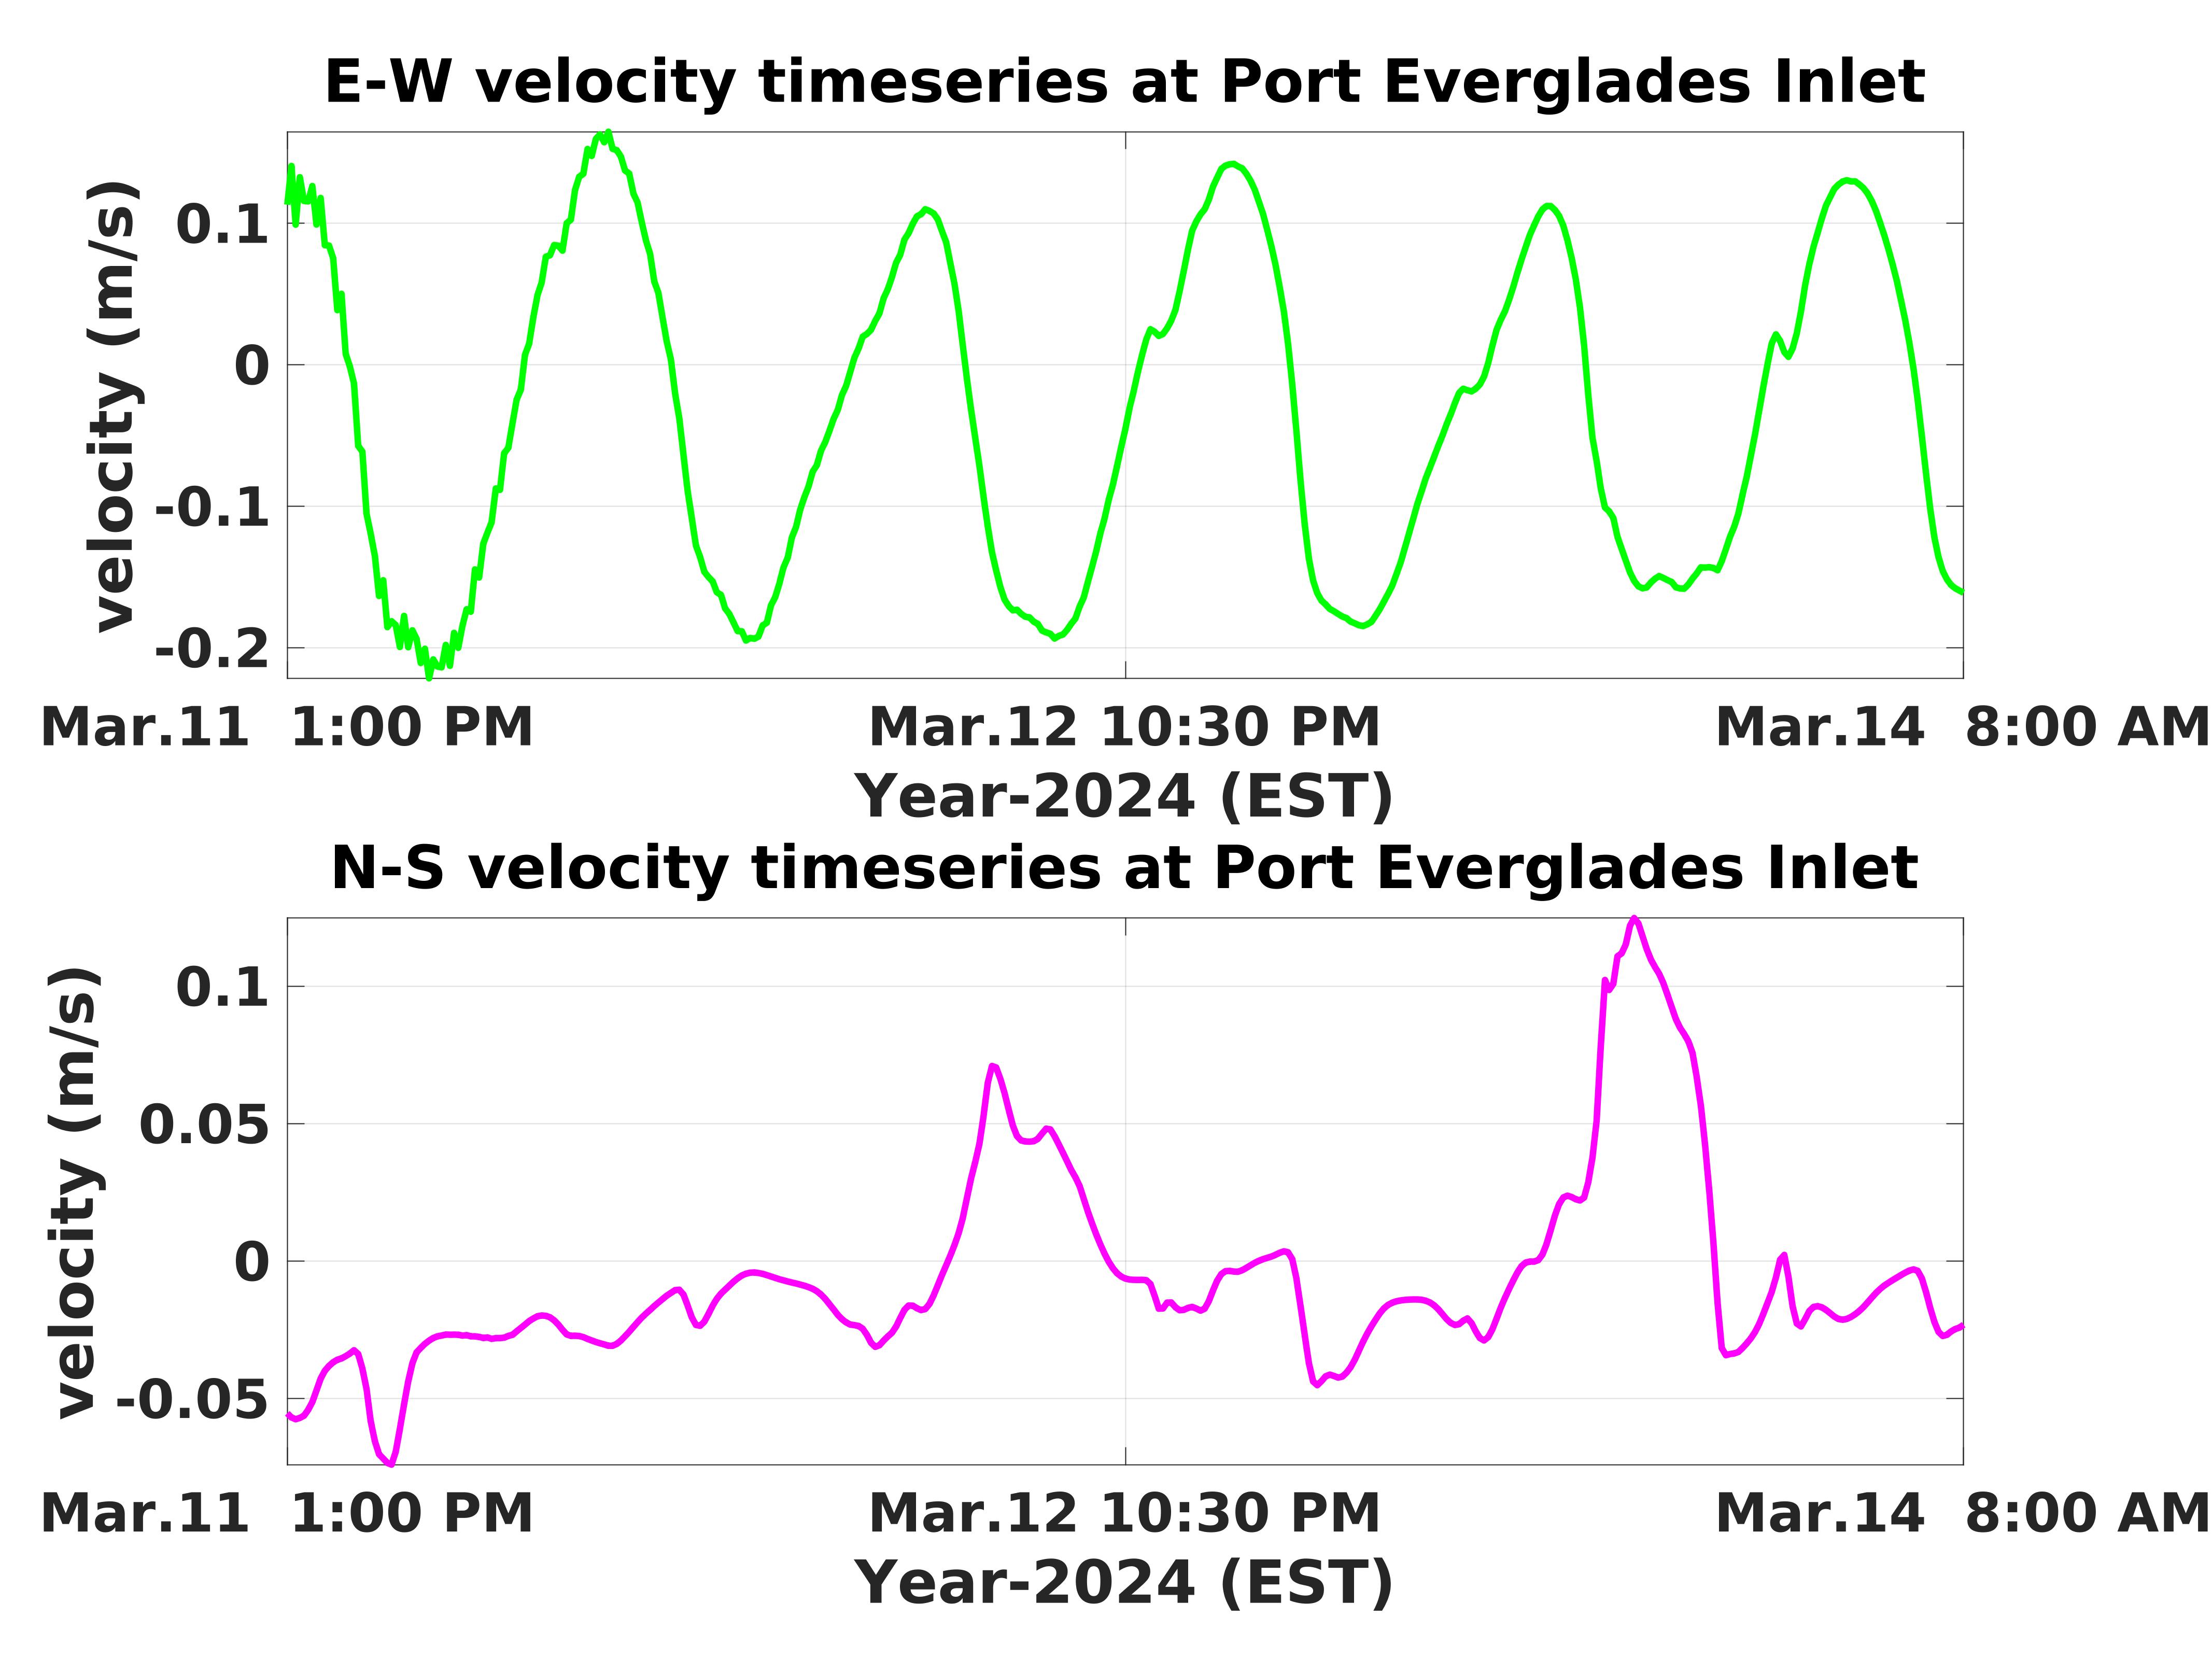 E-W velocity timeseries at Port Everglades Inlet
velocity (m/s)
0.1
0
-0.1
-0.2
Mar.11  1:00 PM
Mar.12 10:30 PM
Mar.14  8:00 AM
Year-2024 (EST)
N-S velocity timeseries at Port Everglades Inlet
velocity (m/s)
0.1
0.05
0
-0.05
Mar.11  1:00 PM
Mar.12 10:30 PM
Mar.14  8:00 AM
Year-2024 (EST)